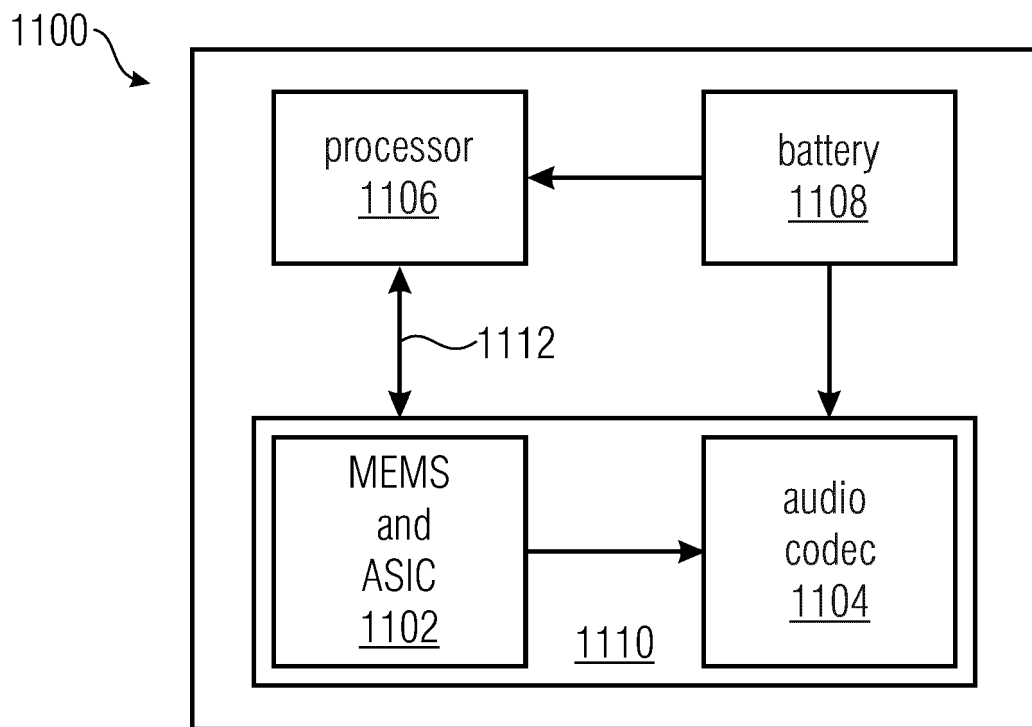 1100
processor
1106
battery
1108
1112
MEMS
and
ASIC
1102
1110
audio
codec
1104